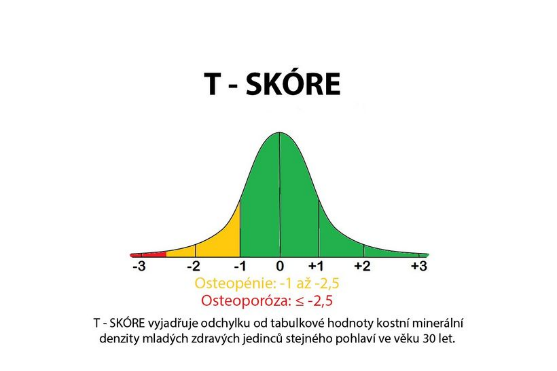 T - SKÓRE
-3 -2 -1 0 +1 +2 +3
Osteopénie: -1 až -2,5
Osteoporóza: ≤ -2,5
T - SKÓRE vyjadřuje odchylku od tabulkové hodnoty kostní minerální
denzity mladých zdravých jedinců stejného pohlaví ve věku 30 let.